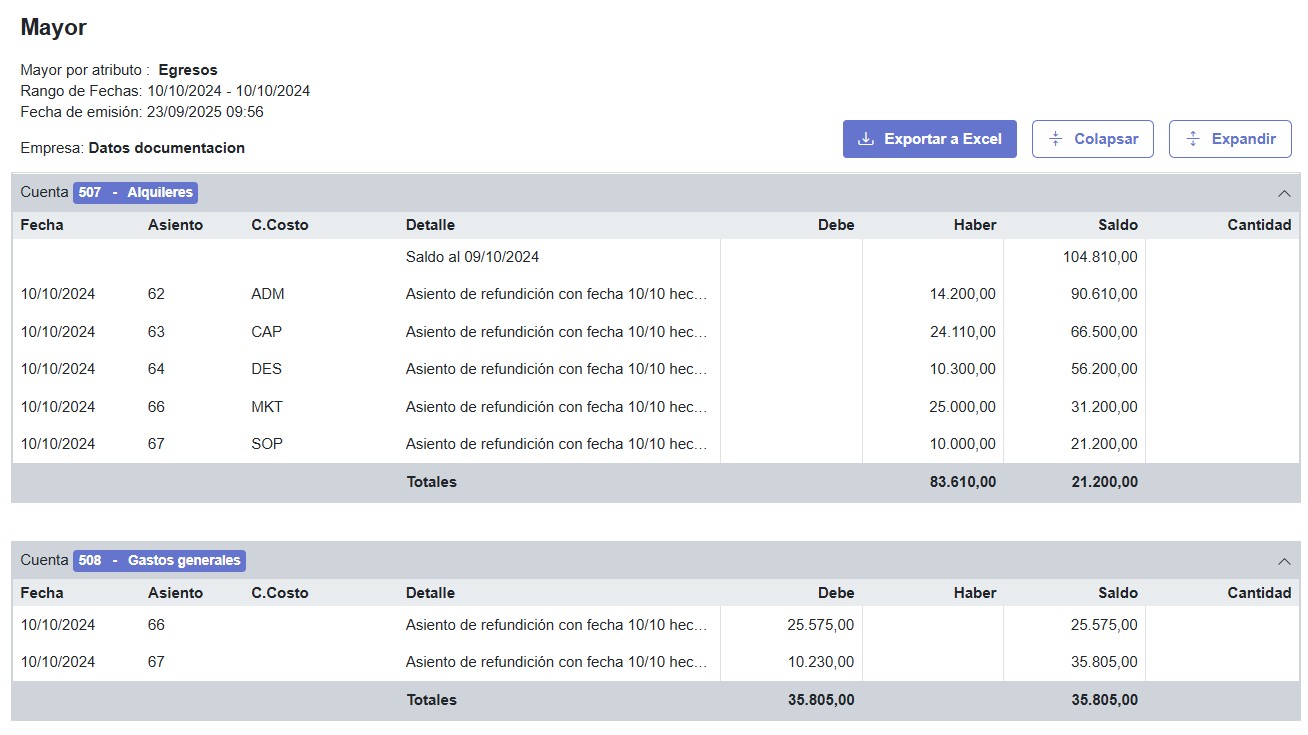 Mayor
Mayor por atributo : Egresos
Rango de Fechas: 10/10/2024 - 10/10/2024
Fecha de emisión: 23/09/2025 09:56
Empresa: Datos documentacion
Exportar a Excel Colapsar Expandir
Cuenta 507 - Alquileres
Fecha Asiento C.Costo Detalle Debe Haber Saldo Cantidad
Saldo al 09/10/2024 104.810,00
10/10/2024 62 ADM Asiento de refundición con fecha 10/10 hec... 14.200,00 90.610,00
10/10/2024 63 CAP Asiento de refundición con fecha 10/10 hec... 24.110,00 66.500,00
10/10/2024 64 DES Asiento de refundición con fecha 10/10 hec... 10.300,00 56.200,00
10/10/2024 66 MKT Asiento de refundición con fecha 10/10 hec... 25.000,00 31.200,00
10/10/2024 67 SOP Asiento de refundición con fecha 10/10 hec... 10.000,00 21.200,00
Totales 83.610,00 21.200,00
Cuenta 508 - Gastos generales
Fecha Asiento C.Costo Detalle Debe Haber Saldo Cantidad
10/10/2024 66 Asiento de refundición con fecha 10/10 hec... 25.575,00 25.575,00
10/10/2024 67 Asiento de refundición con fecha 10/10 hec... 10.230,00 35.805,00
Totales 35.805,00 35.805,00